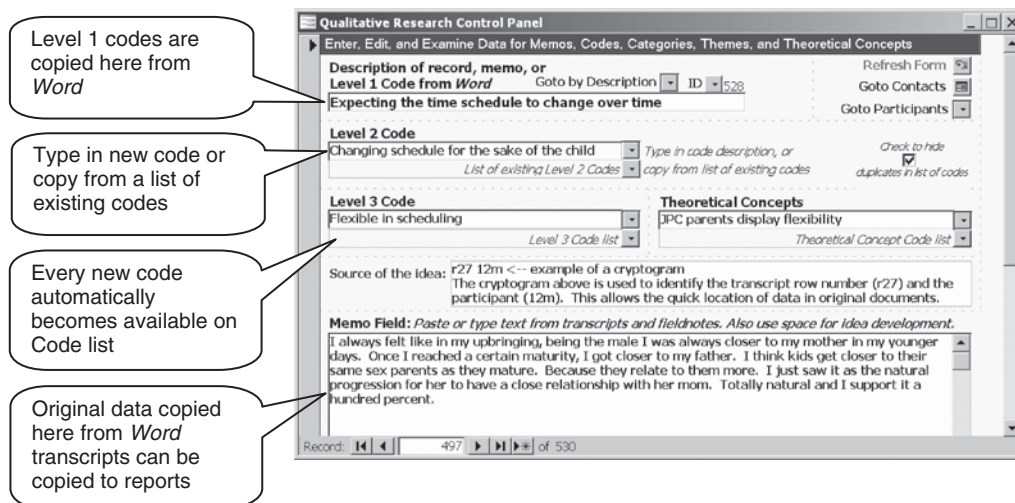 Level 1 codes are
copied here from
Word
Type in new code or
copy from a list of
existing codes
Every new code
automatically
becomes available on
Code list
Original data copied
here from Word
transcripts can be
copied to reports
Qualitative Research Control Panel
Enter, Edit, and Examine Data for Memos, Codes, Categories, Themes, and Theoretical Concepts
Description of record, memo, or
Level 1 Code from Word Goto by Description ID 528
Refresh Form
Goto Contacts
Goto Participants
Expecting the time schedule to change over time
Level 2 Code
Changing schedule for the sake of the child
Type in code description, or
List of existing Level 2 Codes copy from list of existing codes
Check to hide
duplicates in list of codes
Level 3 Code
Flexible in scheduling
Level 3 Code list
Theoretical Concepts
JPC parents display flexibility
Theoretical Concept Code list
Source of the idea: r27 12m <-- example of a cryptogram
The cryptogram above is used to identify the transcript row number (r27) and the
participant (12m). This allows the quick location of data in original documents.
Memo Field: Paste or type text from transcripts and fieldnotes. Also use space for idea development.
I always felt like in my upbringing, being the male I was always closer to my mother in my younger
days. Once I reached a certain maturity, I got closer to my father. I think kids get closer to their
same sex parents as they mature. Because they relate to them more. I just saw it as the natural
progression for her to have a close relationship with her mom. Totally natural and I support it a
hundred percent.
Record: 497 of 530